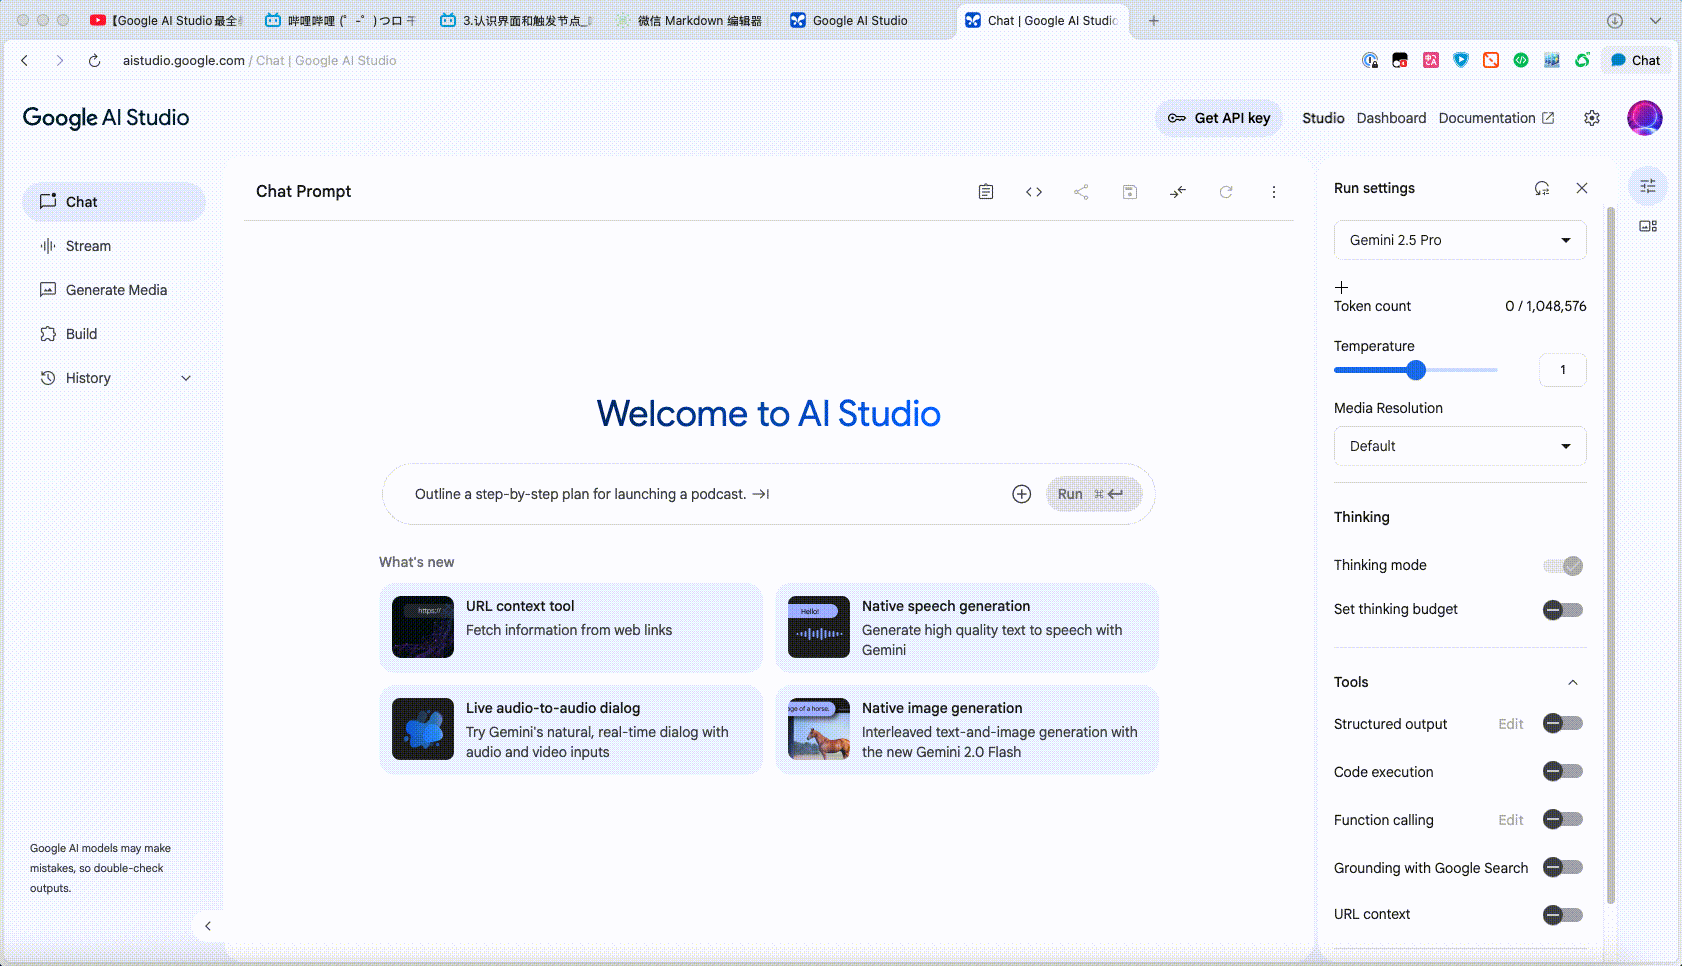 【Google AI Studio 最全
哔哩哔哩 (゜-゜)つロ 干
3.认识界面和触发节点_
微信 Markdown 编辑器
Google AI Studio
Chat | Google AI Studio
aistudio.google.com / Chat | Google AI Studio
Chat
Google AI Studio
Get API key
Studio
Dashboard
Documentation
Chat
Stream
Generate Media
Build
History
Google AI models may make
mistakes, so double-check
outputs.
Chat Prompt
Welcome to AI Studio
Outline a step-by-step plan for launching a podcast.
Run ⌘
What's new
https://
URL context tool
Fetch information from web links
Hello!
Native speech generation
Generate high quality text to speech with
Gemini
Live audio-to-audio dialog
Try Gemini's natural, real-time dialog with
audio and video inputs
of a horse.
Native image generation
Interleaved text-and-image generation with
the new Gemini 2.0 Flash
Run settings
Gemini 2.5 Pro
Token count 0 / 1,048,576
Temperature
1
Media Resolution
Default
Thinking
Thinking mode
Set thinking budget
Tools
Structured output Edit
Code execution
Function calling Edit
Grounding with Google Search
URL context